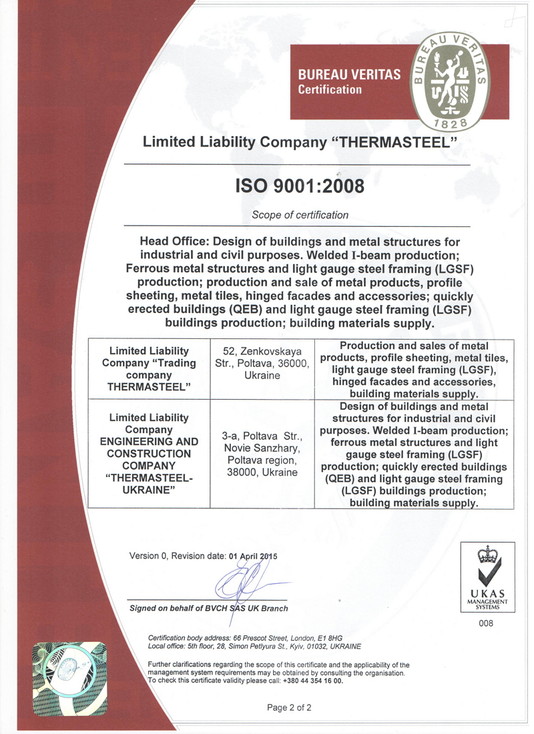 BUREAU VERITAS
Certification
BUREAU VERITAS
1828
Limited Liability Company “THERMASTEEL”
ISO 9001:2008
Scope of certification
Head Office: Design of buildings and metal structures for
industrial and civil purposes. Welded I-beam production;
Ferrous metal structures and light gauge steel framing (LGSF)
production; production and sale of metal products, profile
sheeting, metal tiles, hinged facades and accessories; quickly
erected buildings (QEB) and light gauge steel framing (LGSF)
buildings production; building materials supply.
Limited Liability
Company “Trading
company
THERMASTEEL”
52, Zenkovskaya
Str., Poltava, 36000,
Ukraine
Production and sales of metal
products, profile sheeting, metal tiles,
light gauge steel framing (LGSF),
hinged facades and accessories,
building materials supply.
Limited Liability
Company
ENGINEERING AND
CONSTRUCTION
COMPANY
“THERMASTEEL-
UKRAINE”
3-a, Poltava Str.,
Novie Sanzhary,
Poltava region,
38000, Ukraine
Design of buildings and metal
structures for industrial and civil
purposes. Welded I-beam production;
ferrous metal structures and light
gauge steel framing (LGSF)
production; quickly erected buildings
(QEB) and light gauge steel framing
(LGSF) buildings production;
building materials supply.
Version 0, Revision date: 01 April 2015
Signed on behalf of BVCH SAS UK Branch
UKAS
MANAGEMENT
SYSTEMS
008
Certification body address: 66 Prescot Street, London, E1 8HG
Local office: 5th floor, 28, Simon Petlyura St., Kyiv, 01032, UKRAINE
Further clarifications regarding the scope of this certificate and the applicability of the
management system requirements may be obtained by consulting the organisation.
To check this certificate validity please call: +380 44 354 16 00.
Page 2 of 2